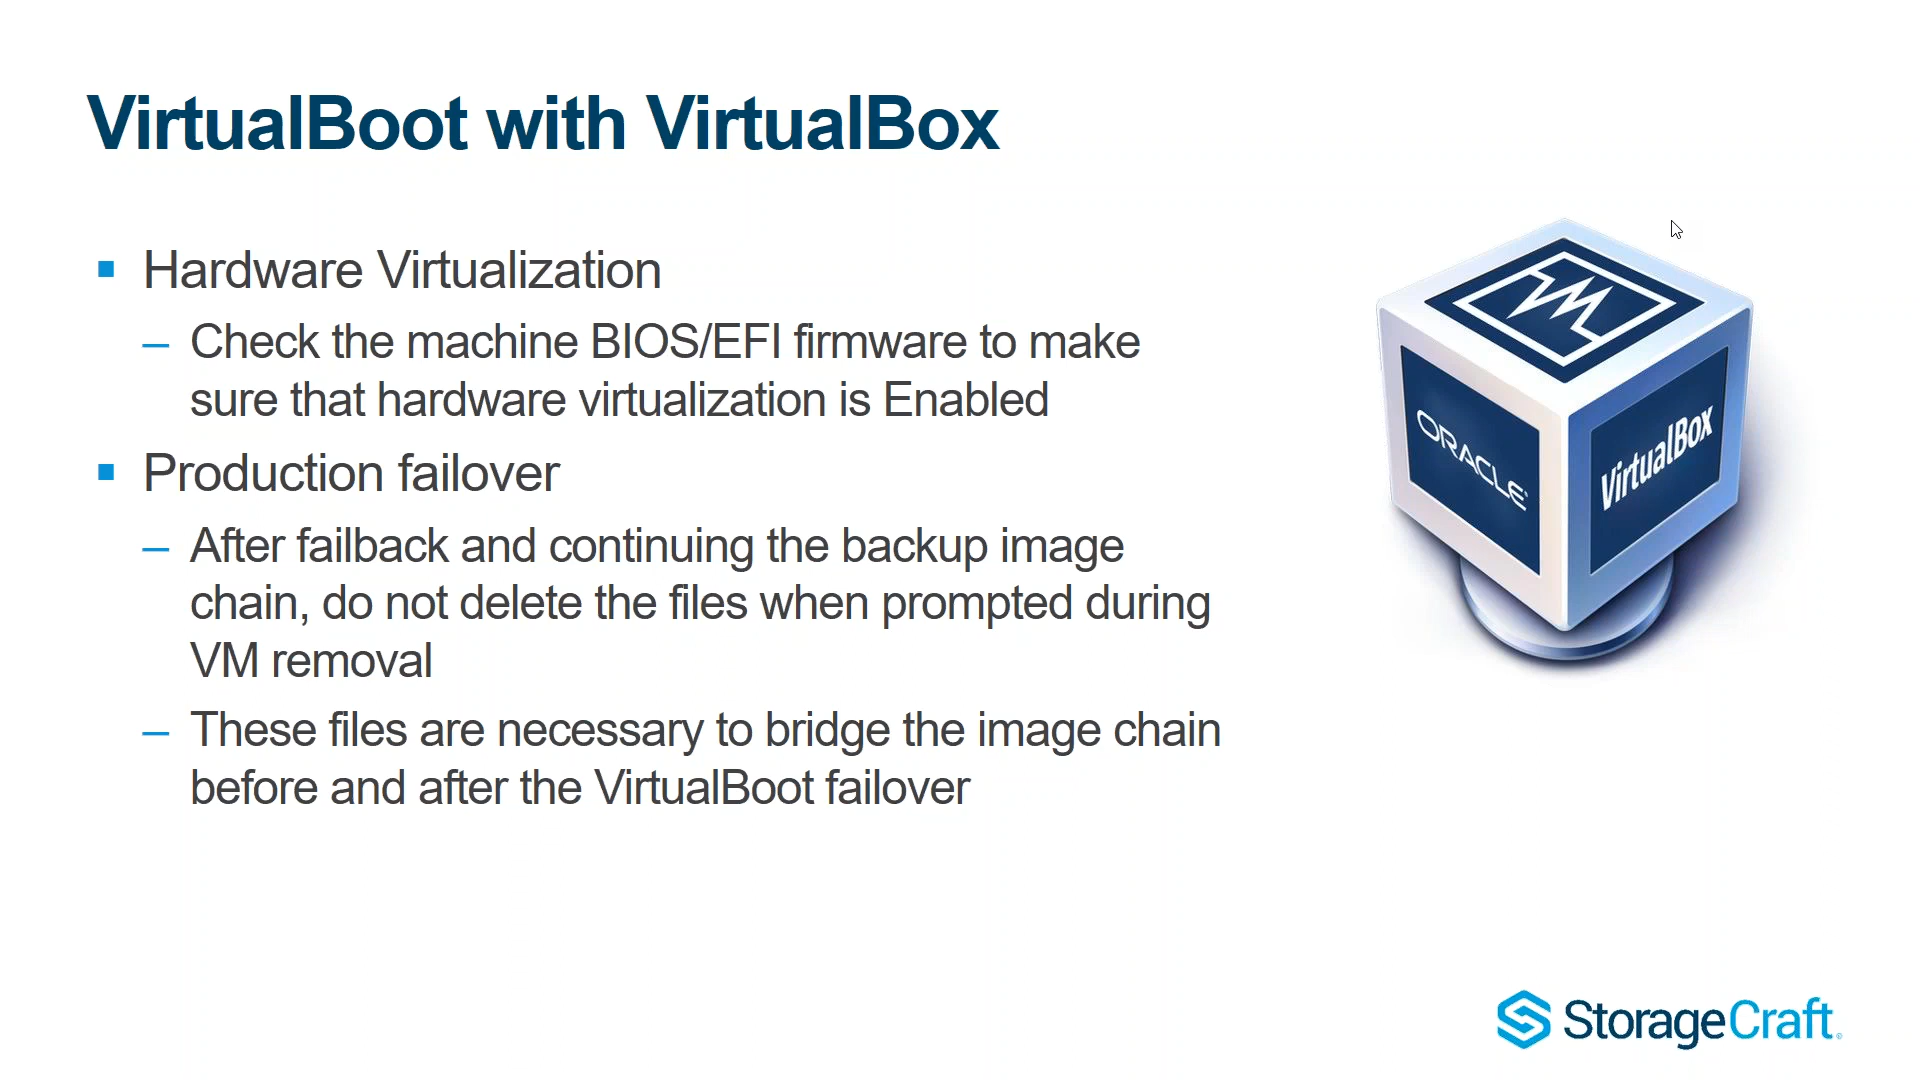 VirtualBoot with VirtualBox
Hardware Virtualization
– Check the machine BIOS/EFI firmware to make
sure that hardware virtualization is Enabled
Production failover
– After failback and continuing the backup image
chain, do not delete the files when prompted during
VM removal
– These files are necessary to bridge the image chain
before and after the VirtualBoot failover
ORACLE
VirtualBox
StorageCraft